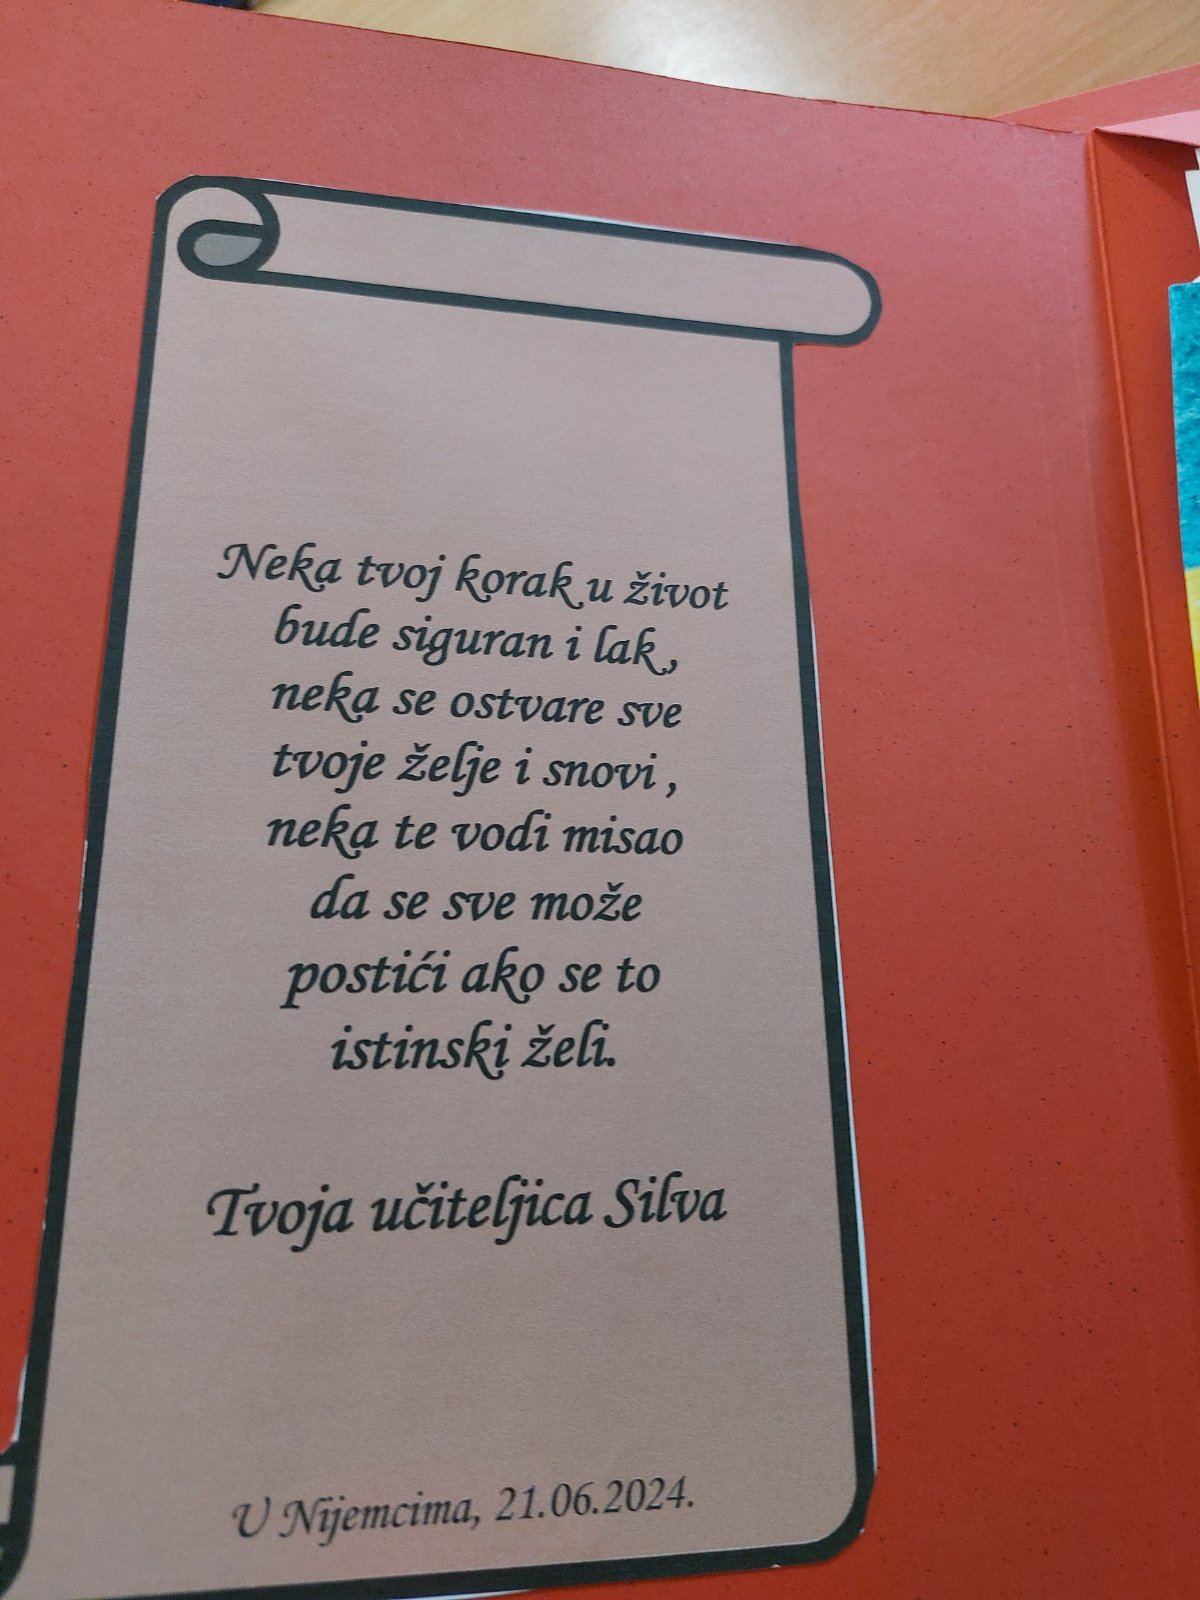 Neka tvoj korak u život
bude siguran i lak,
neka se ostvare sve
tvoje želje i snovi ,
neka te vodi misao
da se sve može
postići ako se to
istinski želi.
Tvoja učiteljica Silva
U Nijemcima, 21.06.2024.